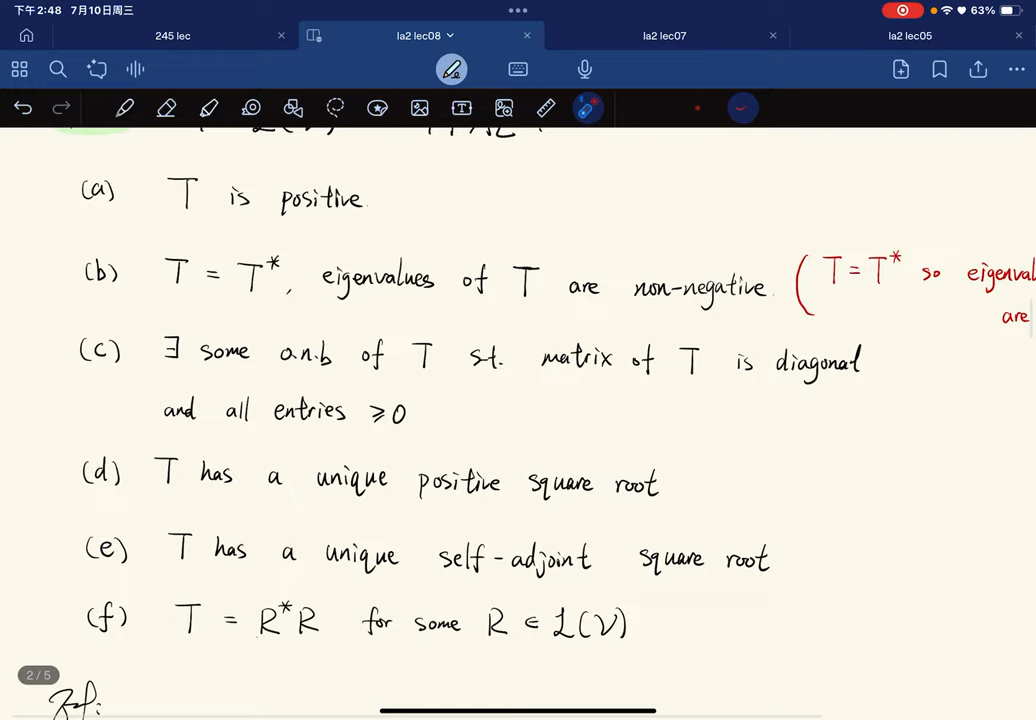 下午2:48 7月10日周三
63%
245 lec
la2 lec08
la2 lec07
la2 lec05
(a) T is positive.
(b) T = T*, eigenvalues of T are non-negative. ( T = T* so eigenval
are
(c) ∃ some o.n.b of T s.t. matrix of T is diagonal
and all entries ⩾0
(d) T has a unique positive square root
(e) T has a unique self-adjoint square root
(f) T = R*R for some R ∈ L(V)
2/5